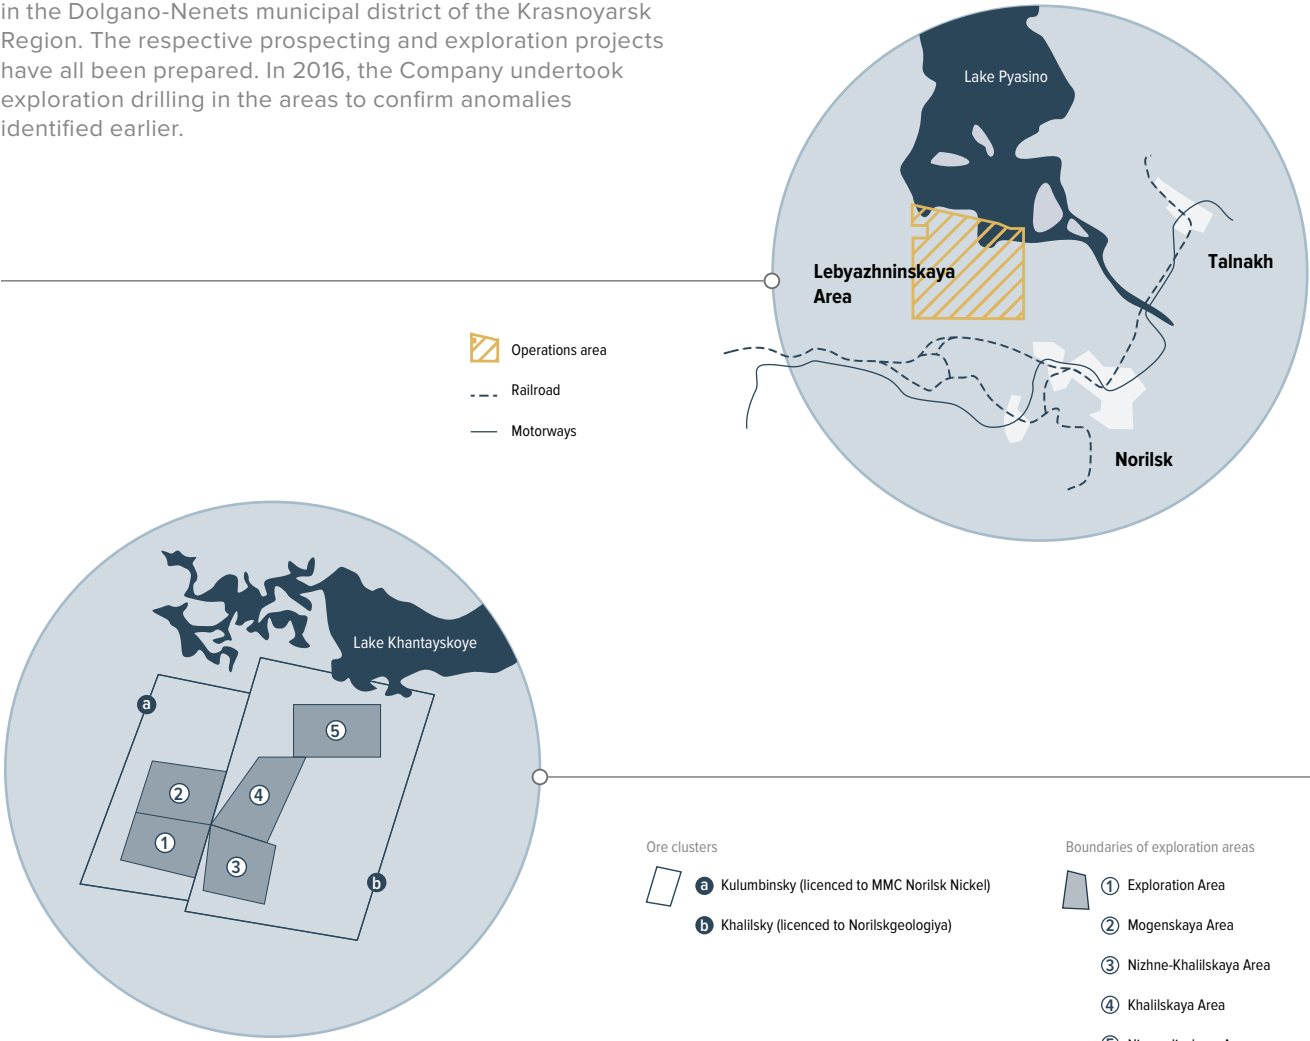 in the Dolgano-Nenets municipal district of the Krasnoyarsk
Region. The respective prospecting and exploration projects
have all been prepared. In 2016, the Company undertook
exploration drilling in the areas to confirm anomalies
identified earlier.
Lake Pyasino
Talnakh
Lebyazhninskaya
Area
Norilsk
Operations area
Railroad
Motorways
Lake Khantayskoye
a
5
2
4
1
3
b
Ore clusters
a Kulumbinsky (licenced to MMC Norilsk Nickel)
b Khalilsky (licenced to Norilskgeologiya)
Boundaries of exploration areas
1 Exploration Area
2 Mogenskaya Area
3 Nizhne-Khalilskaya Area
4 Khalilskaya Area
5